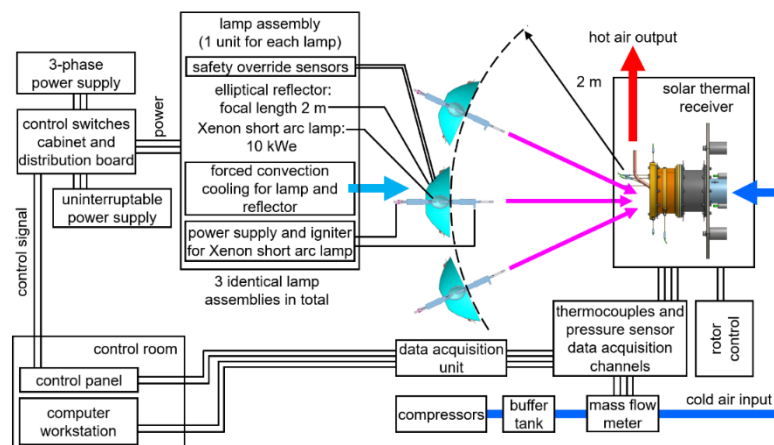 3-phase
power supply
control switches
cabinet and
distribution board
uninterruptable
power supply
control signal
power
lamp assembly
(1 unit for each lamp)
safety override sensors
elliptical reflector:
focal length 2 m
Xenon short arc lamp:
10 kWe
forced convection
cooling for lamp and
reflector
power supply and igniter
for Xenon short arc lamp
3 identical lamp
assemblies in total
2 m
hot air output
solar thermal
receiver
control room
control panel
computer
workstation
data acquisition
unit
thermocouples and
pressure sensor
data acquisition
channels
rotor
control
compressors
buffer
tank
mass flow
meter
cold air input